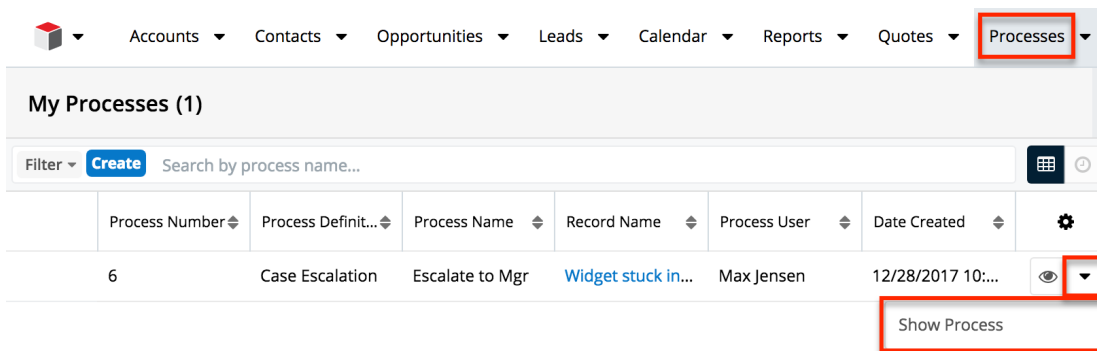 Accounts Contacts Opportunities Leads Calendar Reports Quotes Processes
My Processes (1)
Filter Create Search by process name...
Process Number Process Definit... Process Name Record Name Process User Date Created
6 Case Escalation Escalate to Mgr Widget stuck in... Max Jensen 12/28/2017 10:...
Show Process